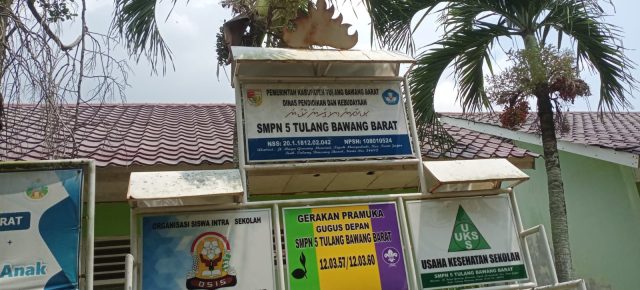 PEMERINTAH KABUPATEN TULANG BAWANG BARAT
DINAS PENDIDIKAN DAN KEBUDAYAAN
SMPN 5 TULANG BAWANG BARAT
NSS: 20.1.1812.02.042
NPSN: 108010524
ORGANISASI SISWA INTRA SEKOLAH
OSIS
GERAKAN PRAMUKA
GUGUS DEPAN
SMPN 5 TULANG BAWANG BARAT
12.03.57/12.03.60
UKS
USAHA KESEHATAN SEKOLAH
SMPN 5 TULANG BAWANG BARAT
ARAT
Anak